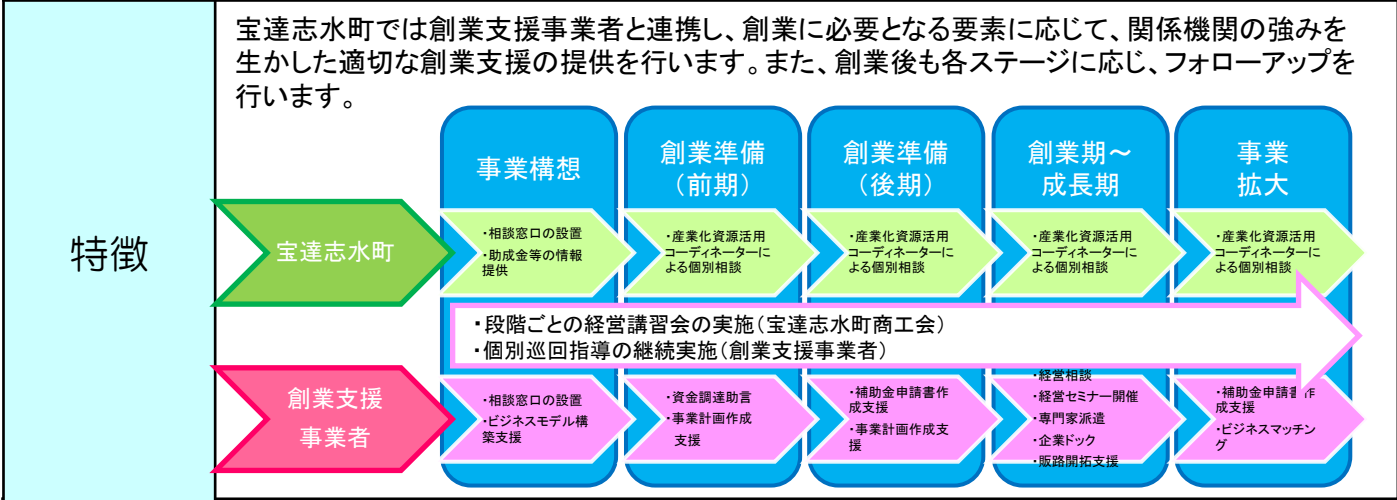 特徴
宝達志水町では創業支援事業者と連携し、創業に必要となる要素に応じて、関係機関の強みを
生かした適切な創業支援の提供を行います。また、創業後も各ステージに応じ、フォローアップを
行います。
事業構想
創業準備
(前期)
創業準備
(後期)
創業期～
成長期
事業
拡大
宝達志水町
・相談窓口の設置
・助成金等の情報
提供
・産業化資源活用
コーディネーターに
よる個別相談
・産業化資源活用
コーディネーターに
よる個別相談
・産業化資源活用
コーディネーターに
よる個別相談
・産業化資源活用
コーディネーターに
よる個別相談
・段階ごとの経営講習会の実施(宝達志水町商工会)
・個別巡回指導の継続実施(創業支援事業者)
創業支援
事業者
・相談窓口の設置
・ビジネスモデル構
築支援
・資金調達助言
・事業計画作成
支援
・補助金申請書作
成支援
・事業計画作成支
援
・経営相談
・経営セミナー開催
・専門家派遣
・企業ドック
・販路開拓支援
・補助金申請書作
成支援
・ビジネスマッチン
グ